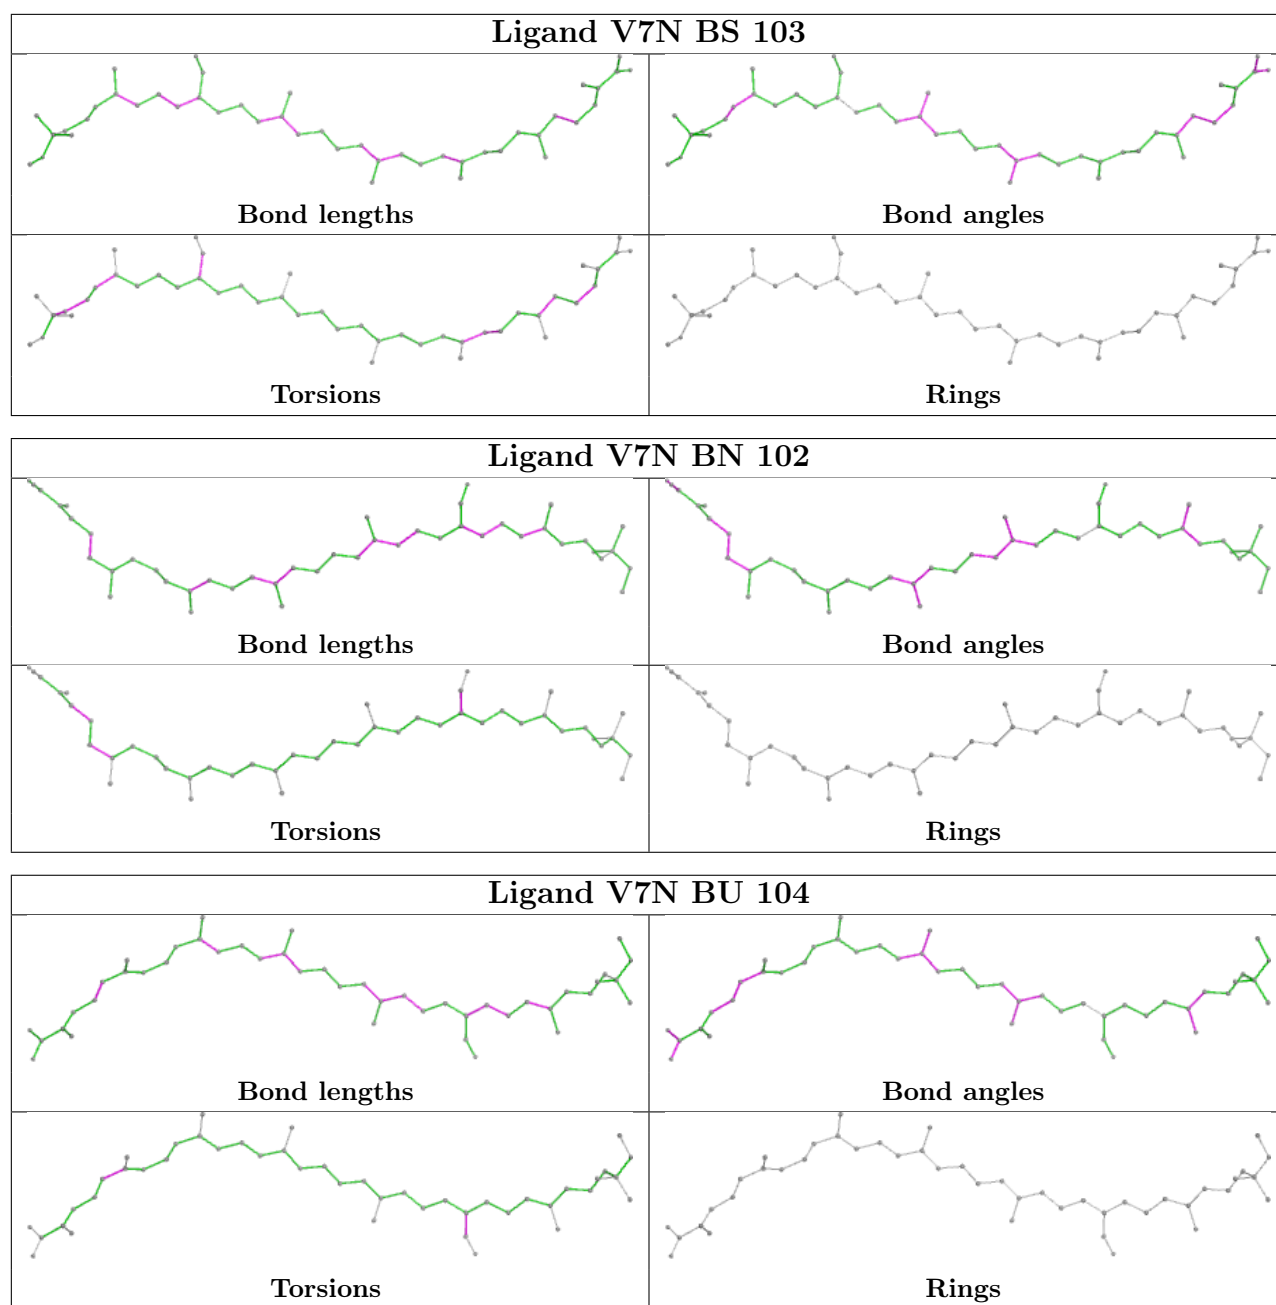 Ligand V7N BS 103
Bond lengths Bond angles
Torsions Rings
Ligand V7N BN 102
Bond lengths Bond angles
Torsions Rings
Ligand V7N BU 104
Bond lengths Bond angles
Torsions Rings